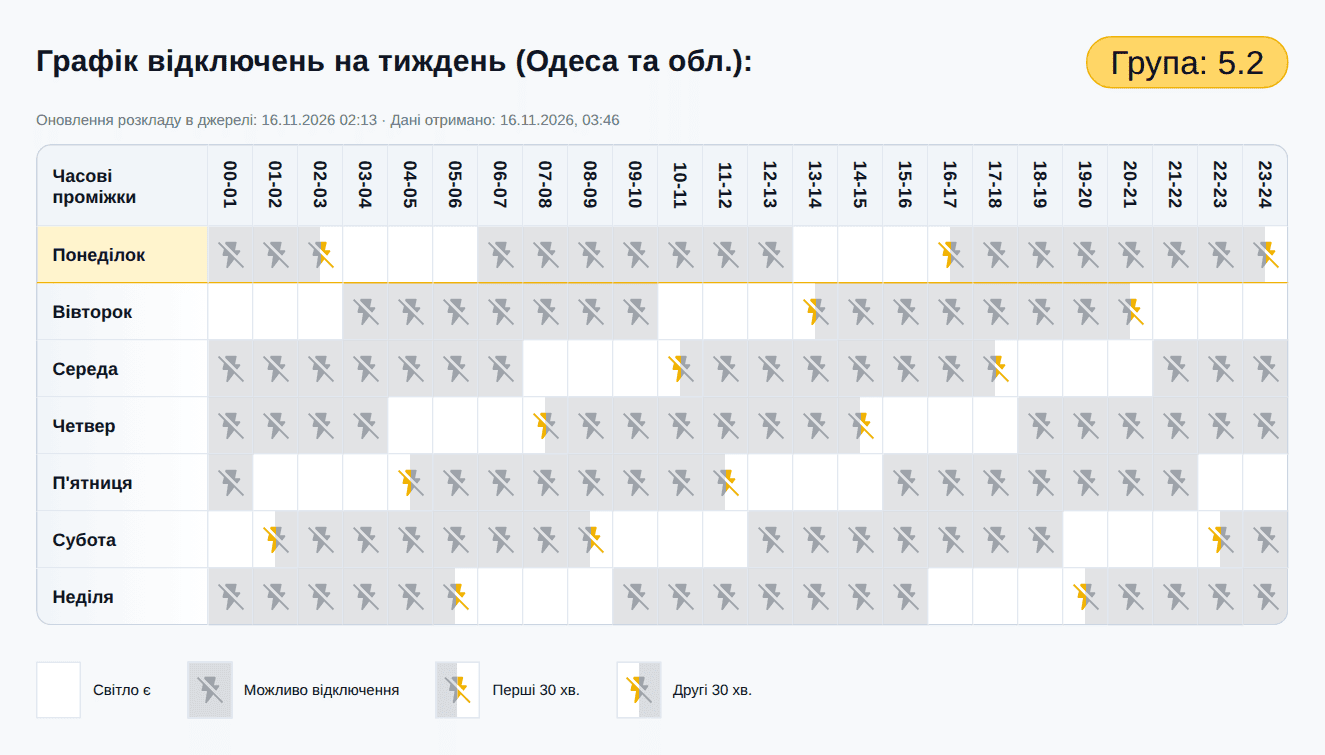 Графік відключень на тиждень (Одеса та обл.):
Група: 5.2
Оновлення розкладу в джерелі: 16.11.2026 02:13 · Дані отримано: 16.11.2026, 03:46
Часові
проміжки
00-01 01-02 02-03 03-04 04-05 05-06 06-07 07-08 08-09 09-10 10-11 11-12 12-13 13-14 14-15 15-16 16-17 17-18 18-19 19-20 20-21 21-22 22-23 23-24
Понеділок
Вівторок
Середа
Четвер
П'ятниця
Субота
Неділя
Світло є Можливо відключення Перші 30 хв. Другі 30 хв.